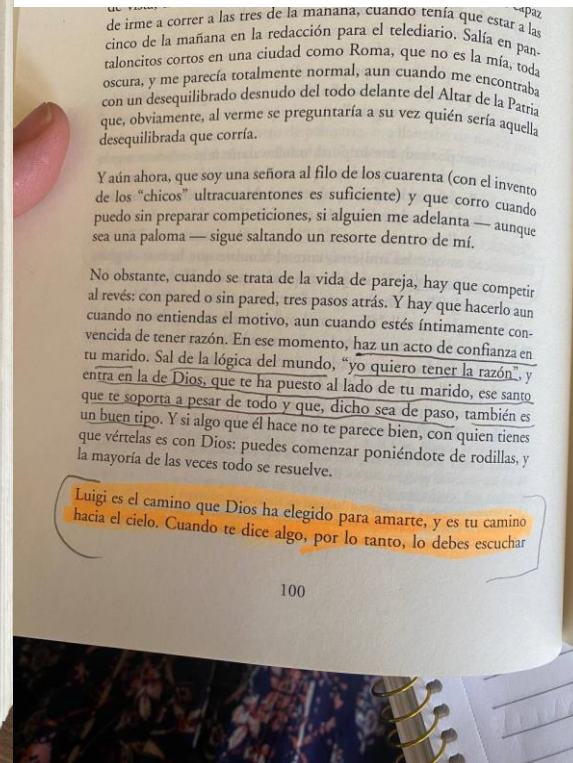 de irme a correr a las tres de la mañana, cuando tenía que estar a las
cinco de la mañana en la redacción para el telediario. Salía en pan-
taloncitos cortos en una ciudad como Roma, que no es la mía, toda
oscura, y me parecía totalmente normal, aun cuando me encontraba
con un desequilibrado desnudo del todo delante del Altar de la Patria
que, obviamente, al verme se preguntaría a su vez quién sería aquella
desequilibrada que corría.
Y aún ahora, que soy una señora al filo de los cuarenta (con el invento
de los “chicos” ultracuarentones es suficiente) y que corro cuando
puedo sin preparar competiciones, si alguien me adelanta — aunque
sea una paloma — sigue saltando un resorte dentro de mí.
No obstante, cuando se trata de la vida de pareja, hay que competir
al revés: con pared o sin pared, tres pasos atrás. Y hay que hacerlo aun
cuando no entiendas el motivo, aun cuando estés íntimamente con-
vencida de tener razón. En ese momento, haz un acto de confianza en
tu marido. Sal de la lógica del mundo, “yo quiero tener la razón”, y
entra en la de Dios, que te ha puesto al lado de tu marido, ese santo
que te soporta a pesar de todo y que, dicho sea de paso, también es
un buen tipo. Y si algo que él hace no te parece bien, con quien tienes
que vértelas es con Dios: puedes comenzar poniéndote de rodillas, y
la mayoría de las veces todo se resuelve.
Luigi es el camino que Dios ha elegido para amarte, y es tu camino
hacia el cielo. Cuando te dice algo, por lo tanto, lo debes escuchar
100